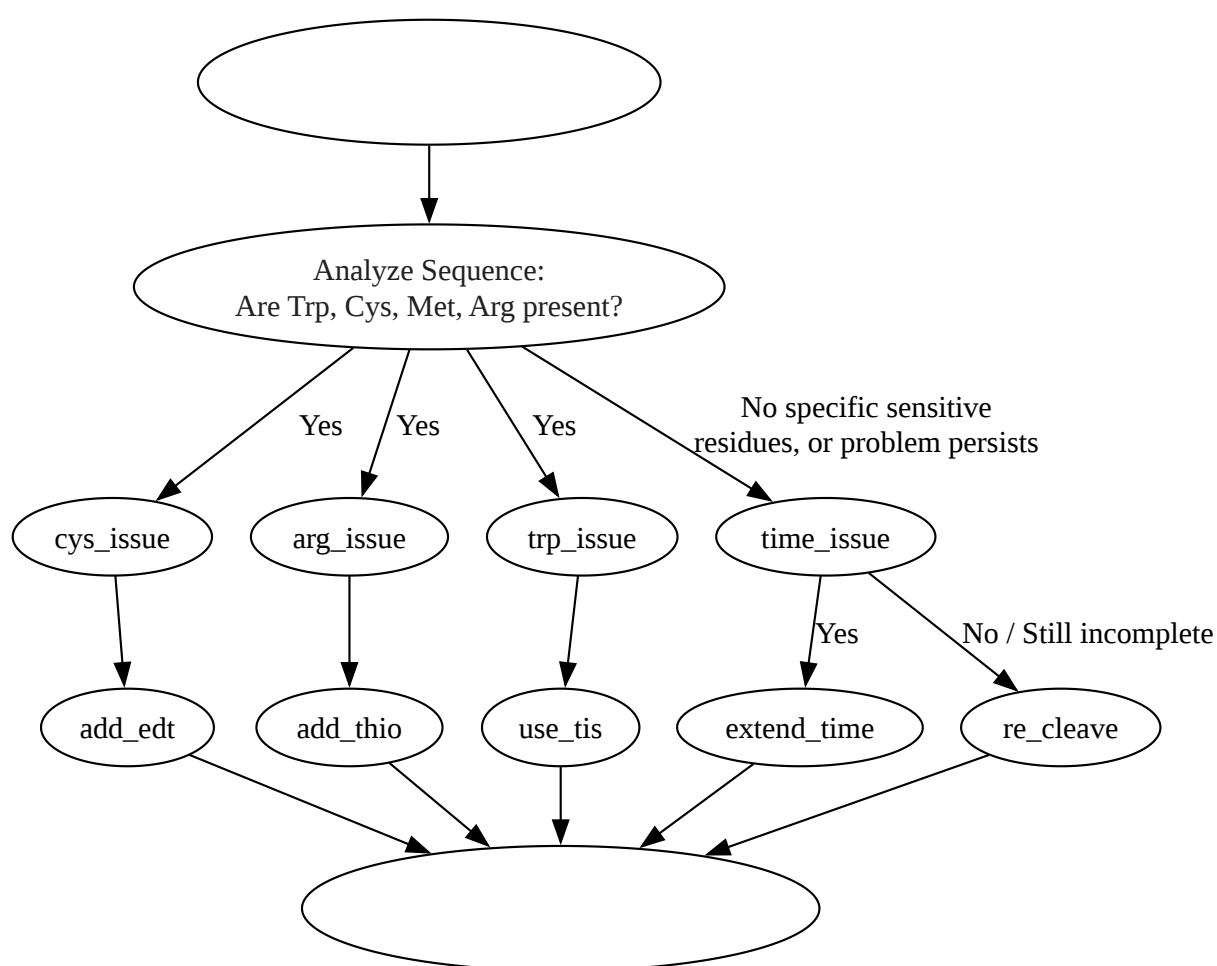 Analyze Sequence:
Are Trp, Cys, Met, Arg present?
Yes
Yes
Yes
No specific sensitive
residues, or problem persists
cys_issue
arg_issue
trp_issue
time_issue
Yes
No / Still incomplete
add_edt
add_thio
use_tis
extend_time
re_cleave